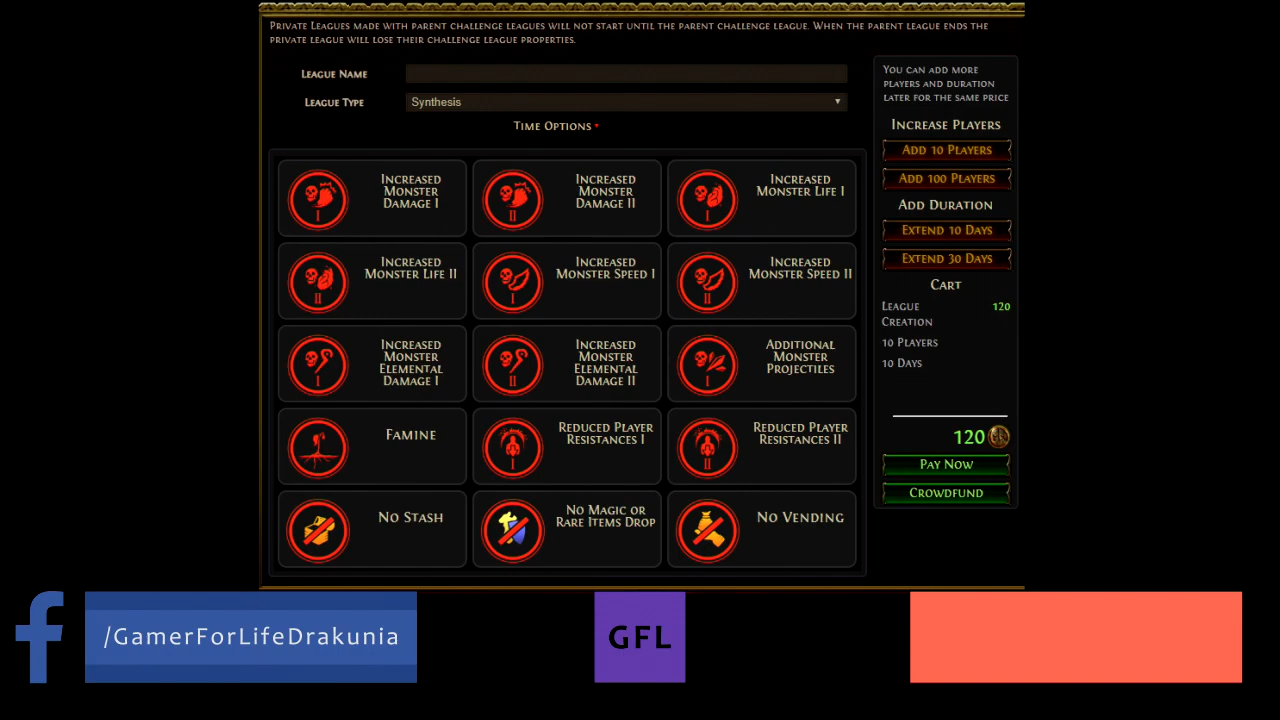 Private Leagues made with parent challenge leagues will not start until the parent challenge league. When the parent league ends the
private league will lose their challenge league properties.
League Name
League Type
Synthesis
Time Options
Increased
Monster
Damage I
I
Increased
Monster
Damage II
II
Increased
Monster Life I
I
Increased
Monster Life II
II
Increased
Monster Speed I
I
Increased
Monster Speed II
II
Increased
Monster
Elemental
Damage I
I
Increased
Monster
Elemental
Damage II
II
Additional
Monster
Projectiles
I
Famine
Reduced Player
Resistances I
I
Reduced Player
Resistances II
II
No Stash
No Magic or
Rare Items Drop
No Vending
You can add more
players and duration
later for the same price
Increase Players
Add 10 Players
Add 100 Players
Add Duration
Extend 10 Days
Extend 30 Days
Cart
League
Creation
120
10 Players
10 Days
120
Pay Now
Crowdfund
/GamerForLifeDrakunia
GFL